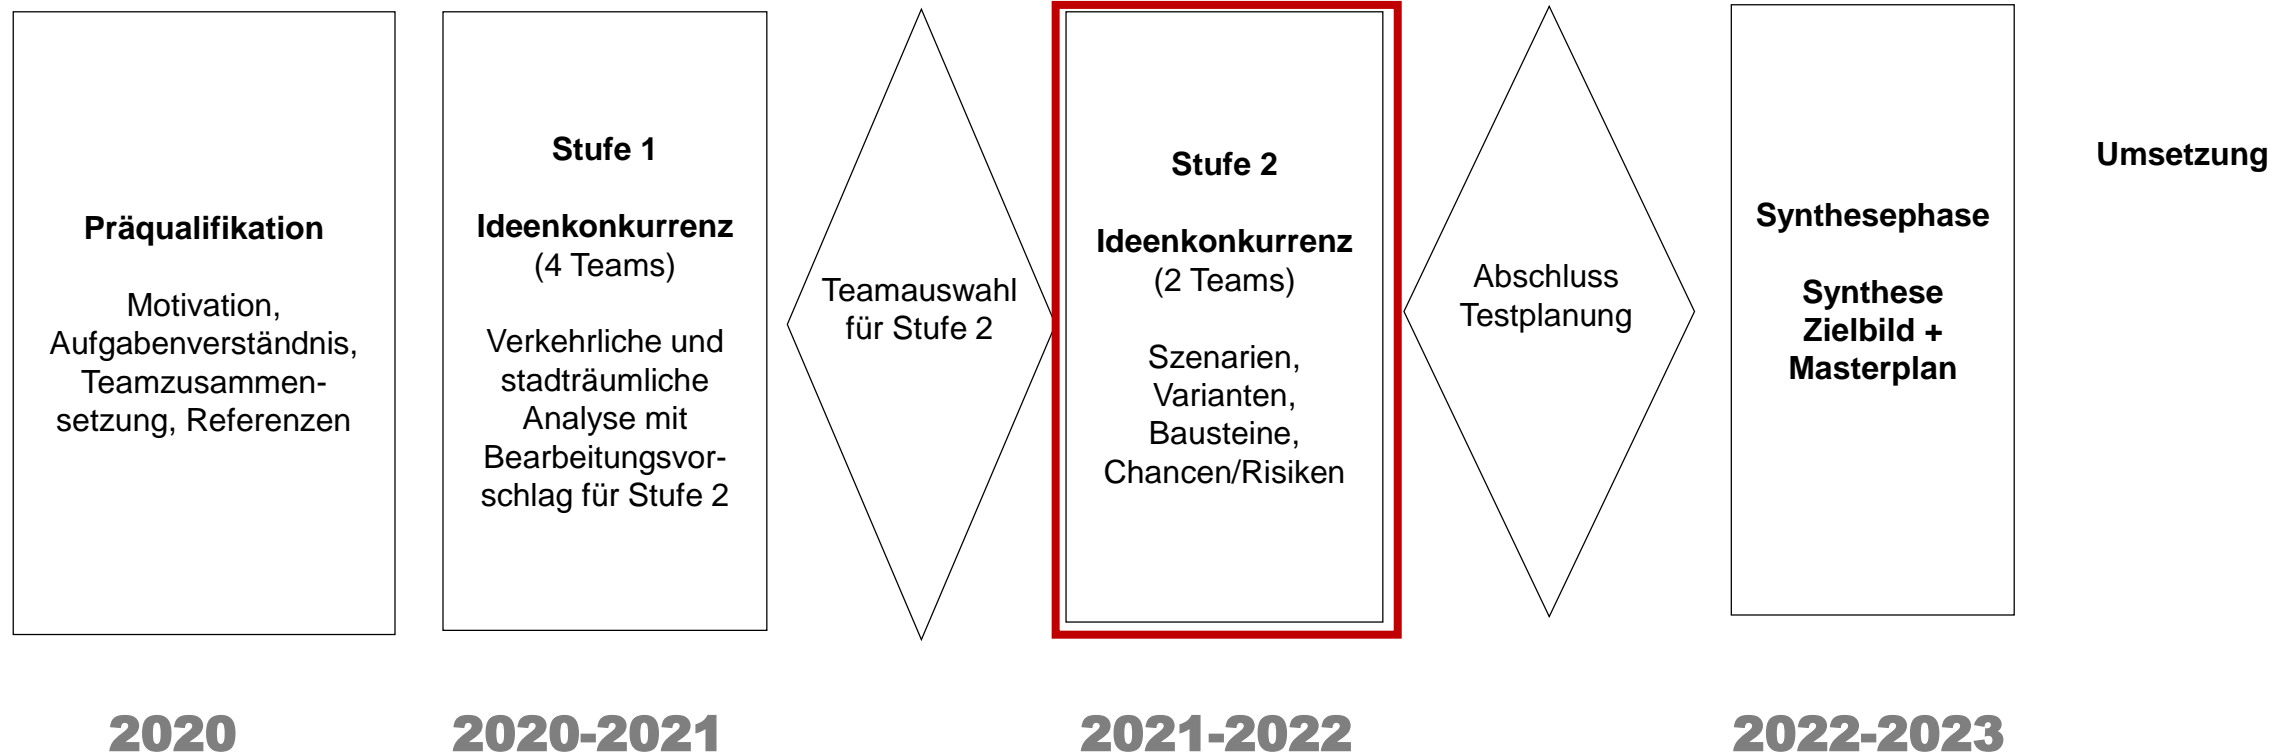 Präqualifikation
Motivation,
Aufgabenverständnis,
Teamzusammen-
setzung, Referenzen
Stufe 1
Ideenkonkurrenz
(4 Teams)
Verkehrliche und
stadträumliche
Analyse mit
Bearbeitungsvor-
schlag für Stufe 2
Teamauswahl
für Stufe 2
Stufe 2
Ideenkonkurrenz
(2 Teams)
Szenarien,
Varianten,
Bausteine,
Chancen/Risiken
Abschluss
Testplanung
Synthesephase
Synthese
Zielbild +
Masterplan
Umsetzung
2020
2020-2021
2021-2022
2022-2023